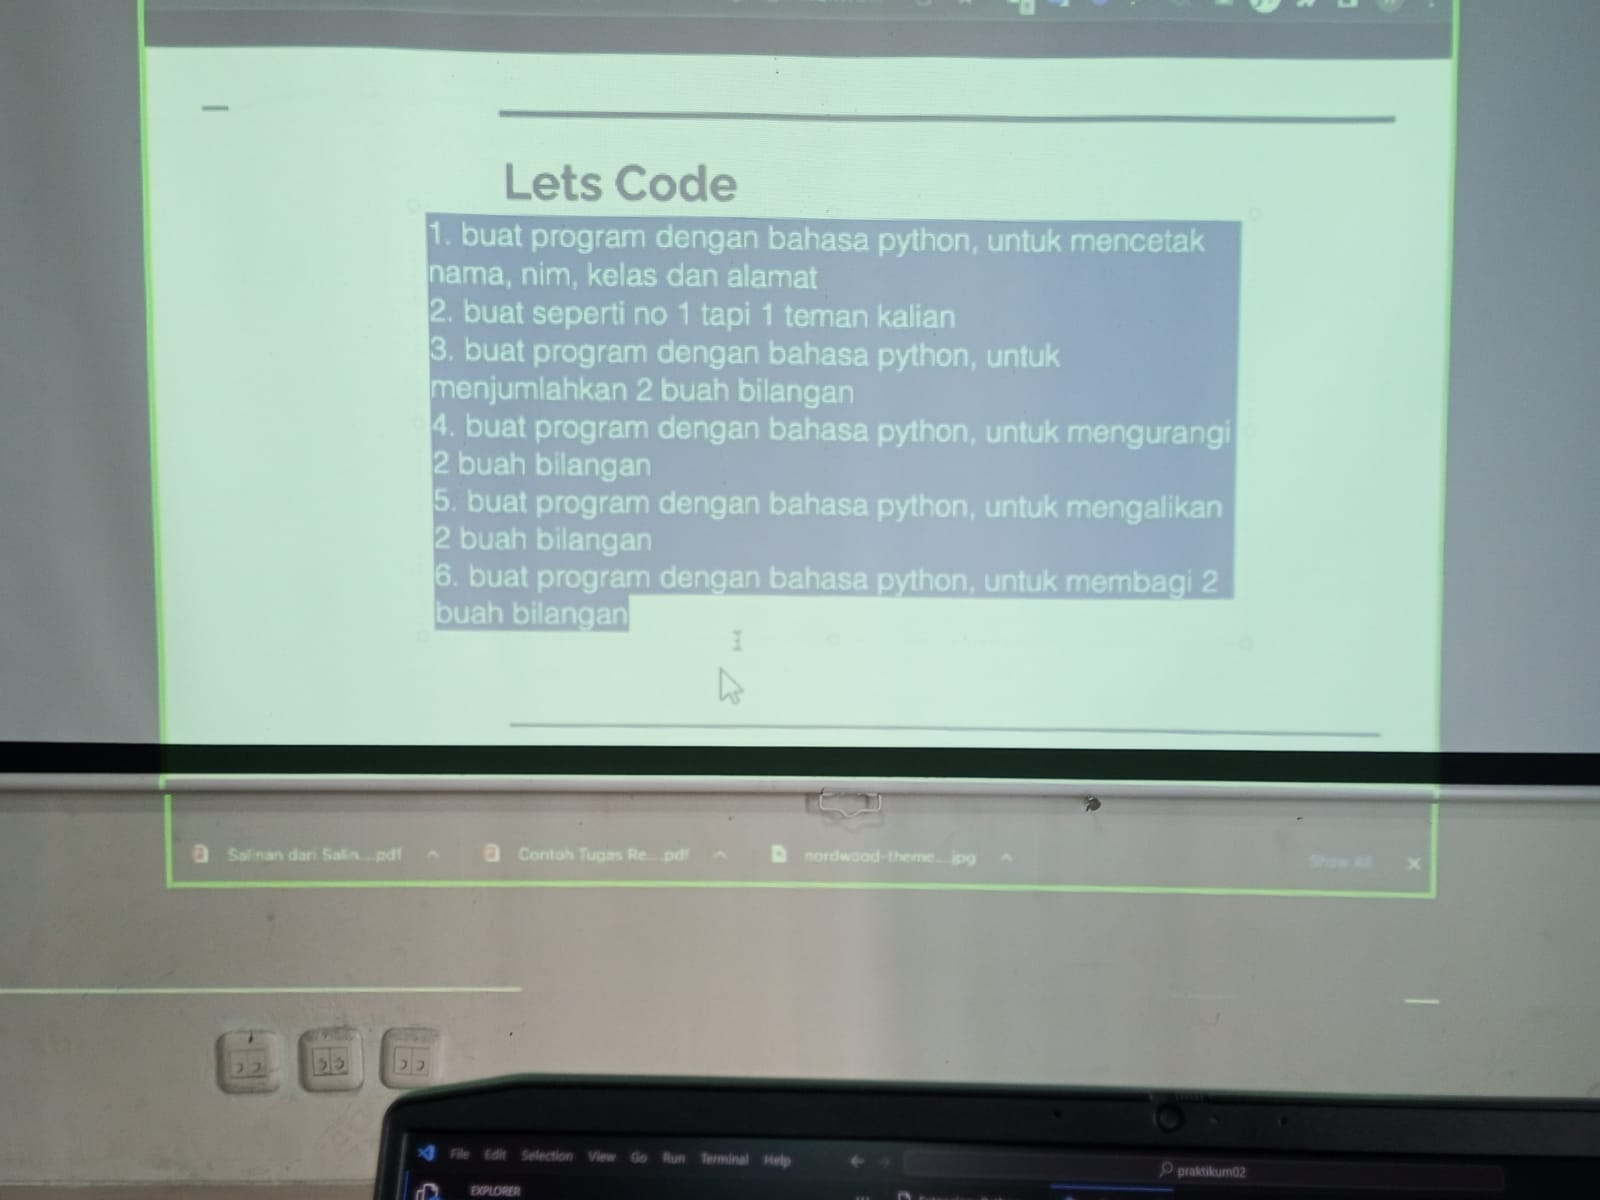 Lets Code
1. buat program dengan bahasa python, untuk mencetak
nama, nim, kelas dan alamat
2. buat seperti no 1 tapi 1 teman kalian
3. buat program dengan bahasa python, untuk
menjumlahkan 2 buah bilangan
4. buat program dengan bahasa python, untuk mengurangi
2 buah bilangan
5. buat program dengan bahasa python, untuk mengalikan
2 buah bilangan
6. buat program dengan bahasa python, untuk membagi 2
buah bilangan
Salinan dari Salin....pdf Contoh Tugas Re....pdf nordwood-theme....jpg Show All
File Edit Selection View Go Run Terminal Help praktikum02
EXPLORER